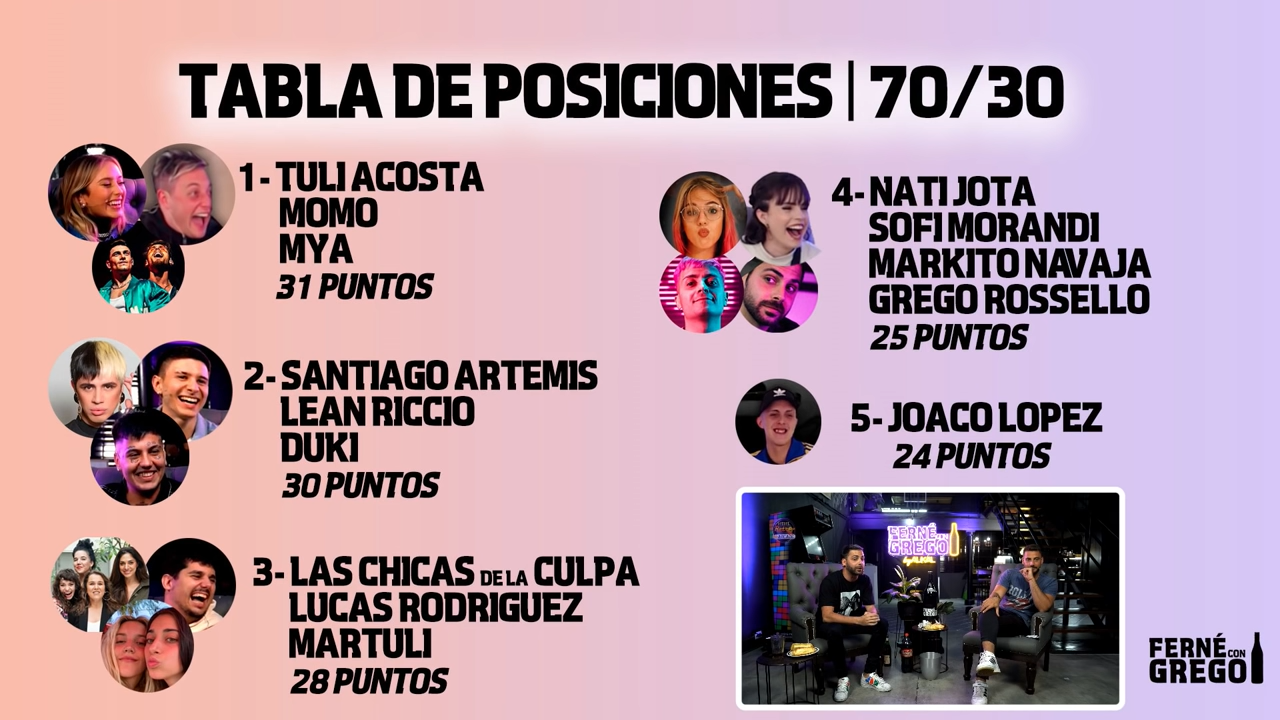 TABLA DE POSICIONES | 70/30
1- TULI ACOSTA
MOMO
MYA
31 PUNTOS
2- SANTIAGO ARTEMIS
LEAN RICCIO
DUKI
30 PUNTOS
3- LAS CHICAS DE LA CULPA
LUCAS RODRIGUEZ
MARTULI
28 PUNTOS
4- NATI JOTA
SOFI MORANDI
MARKITO NAVAJA
GREGO ROSSELLO
25 PUNTOS
5- JOACO LOPEZ
24 PUNTOS
FERNÉ
GREGO
FERNÉ CON
GREGO